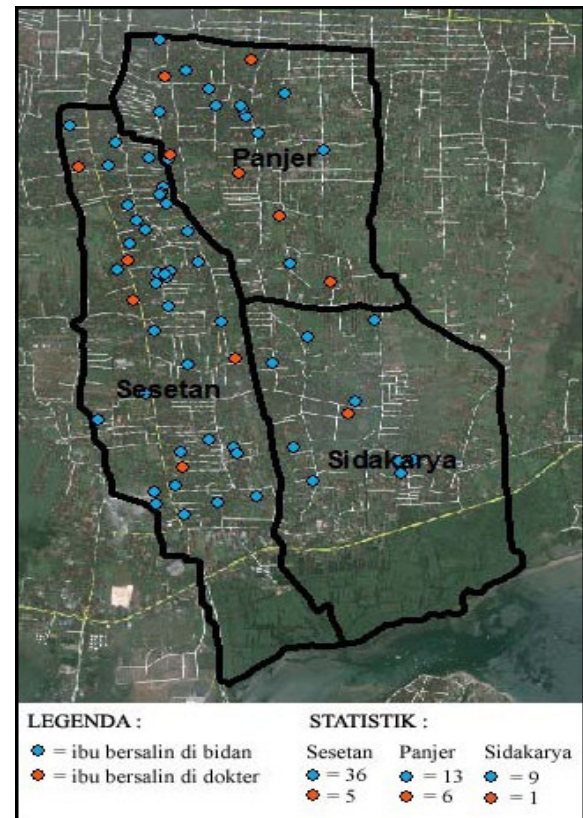 Panjer
Sesetan
Sidakarya
LEGENDA :
= ibu bersalin di bidan
= ibu bersalin di dokter
STATISTIK :
Sesetan Panjer Sidakarya
= 36 = 13 = 9
= 5 = 6 = 1